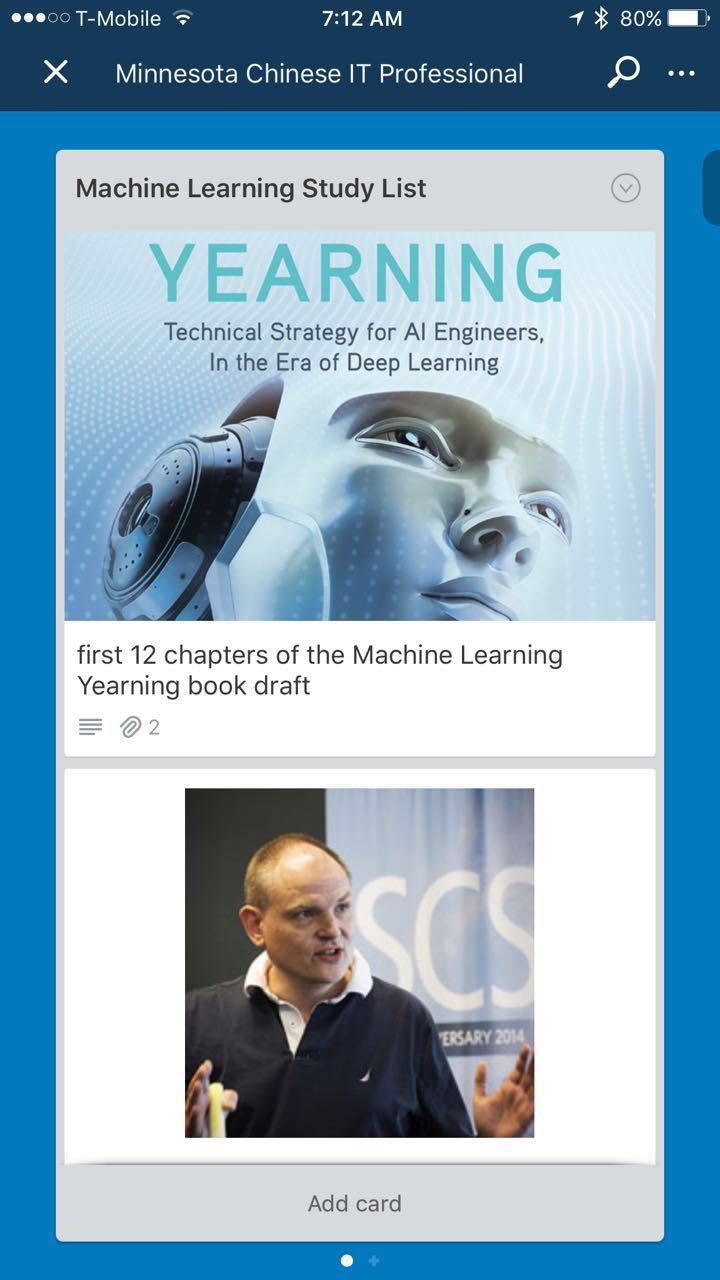 T-Mobile 7:12 AM 80%
Minnesota Chinese IT Professional
Machine Learning Study List
YEARNING
Technical Strategy for AI Engineers,
In the Era of Deep Learning
first 12 chapters of the Machine Learning
Yearning book draft
2
SCS
ERSARY 2014
Add card